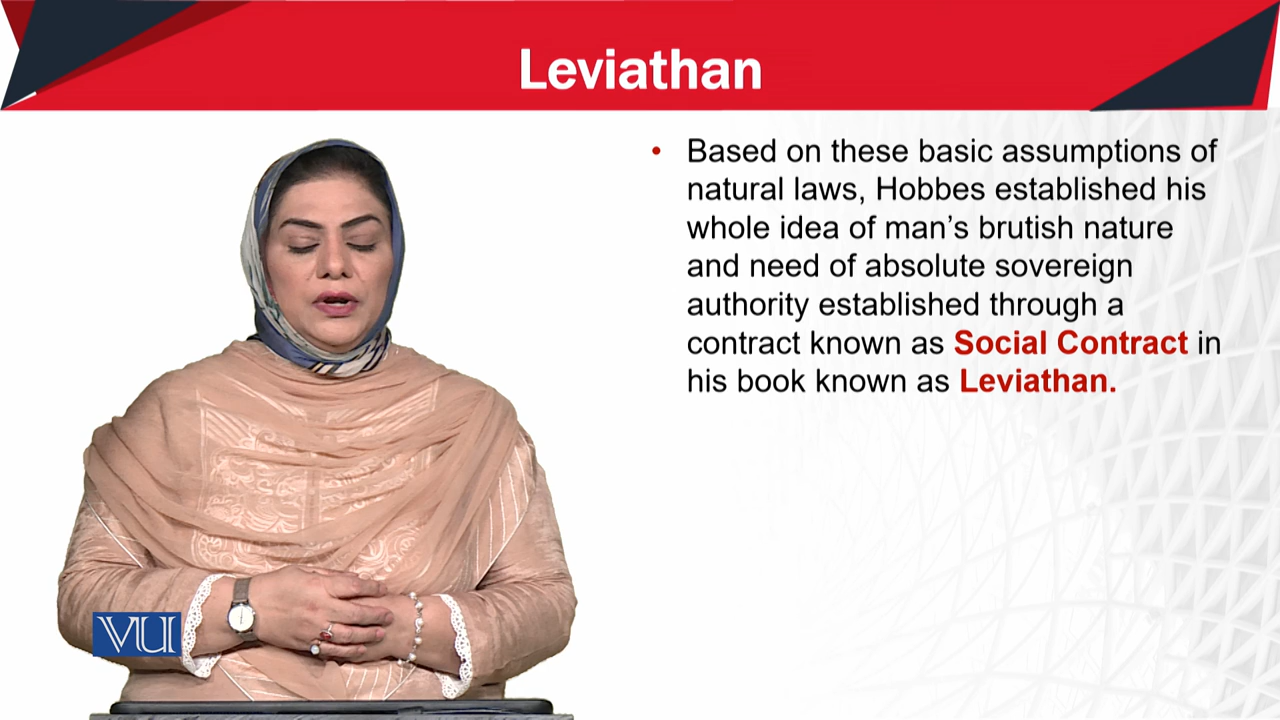 Leviathan
• Based on these basic assumptions of
natural laws, Hobbes established his
whole idea of man’s brutish nature
and need of absolute sovereign
authority established through a
contract known as Social Contract in
his book known as Leviathan.
VU